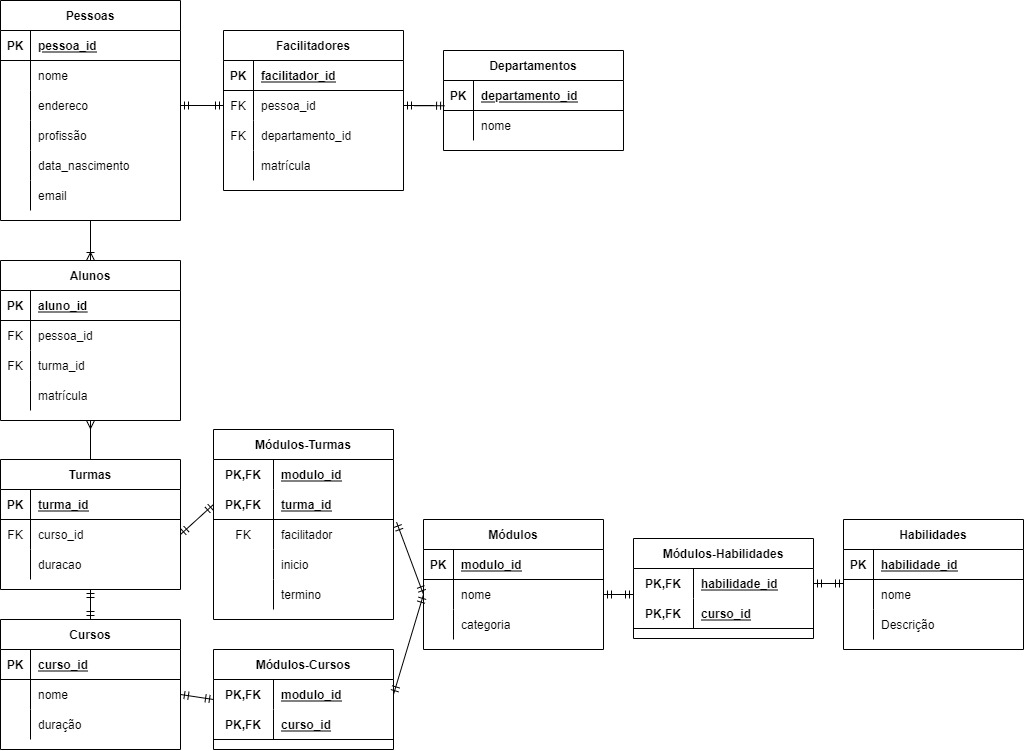 Pessoas
PK pessoa_id
nome
endereco
profissão
data_nascimento
email
Facilitadores
PK facilitador_id
FK pessoa_id
FK departamento_id
matrícula
Departamentos
PK departamento_id
nome
Alunos
PK aluno_id
FK pessoa_id
FK turma_id
matrícula
Turmas
PK turma_id
FK curso_id
duracao
Módulos-Turmas
PK,FK modulo_id
PK,FK turma_id
FK facilitador
inicio
termino
Cursos
PK curso_id
nome
duração
Módulos-Cursos
PK,FK modulo_id
PK,FK curso_id
Módulos
PK modulo_id
nome
categoria
Módulos-Habilidades
PK,FK habilidade_id
PK,FK curso_id
Habilidades
PK habilidade_id
nome
Descrição